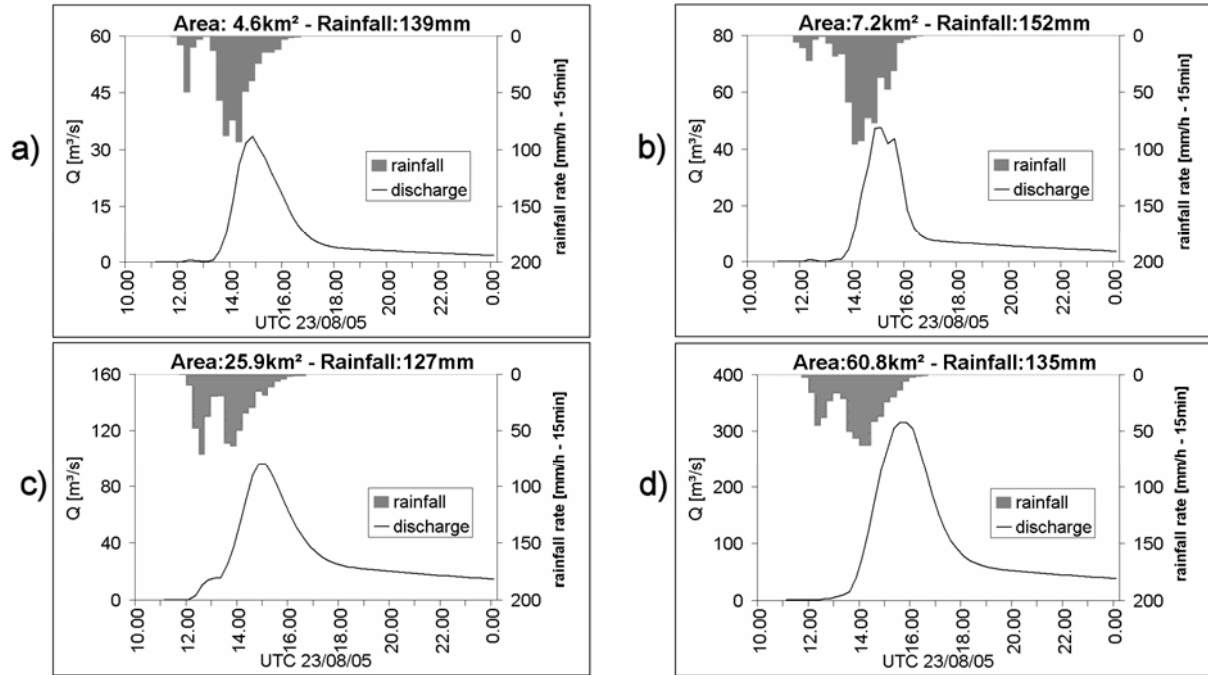 a)
Area: 4.6km² - Rainfall:139mm
Q [m³/s]
60
45
30
15
0
rainfall rate [mm/h - 15min]
0
50
100
150
200
rainfall
discharge
10.00 12.00 14.00 16.00 18.00 20.00 22.00 0.00
UTC 23/08/05
b)
Area:7.2km² - Rainfall:152mm
Q [m³/s]
80
60
40
20
0
rainfall rate [mm/h - 15min]
0
50
100
150
200
rainfall
discharge
10.00 12.00 14.00 16.00 18.00 20.00 22.00 0.00
UTC 23/08/05
c)
Area:25.9km² - Rainfall:127mm
Q [m³/s]
160
120
80
40
0
rainfall rate [mm/h - 15min]
0
50
100
150
200
rainfall
discharge
10.00 12.00 14.00 16.00 18.00 20.00 22.00 0.00
UTC 23/08/05
d)
Area:60.8km² - Rainfall:135mm
Q [m³/s]
400
300
200
100
0
rainfall rate [mm/h - 15min]
0
50
100
150
200
rainfall
discharge
10.00 12.00 14.00 16.00 18.00 20.00 22.00 0.00
UTC 23/08/05